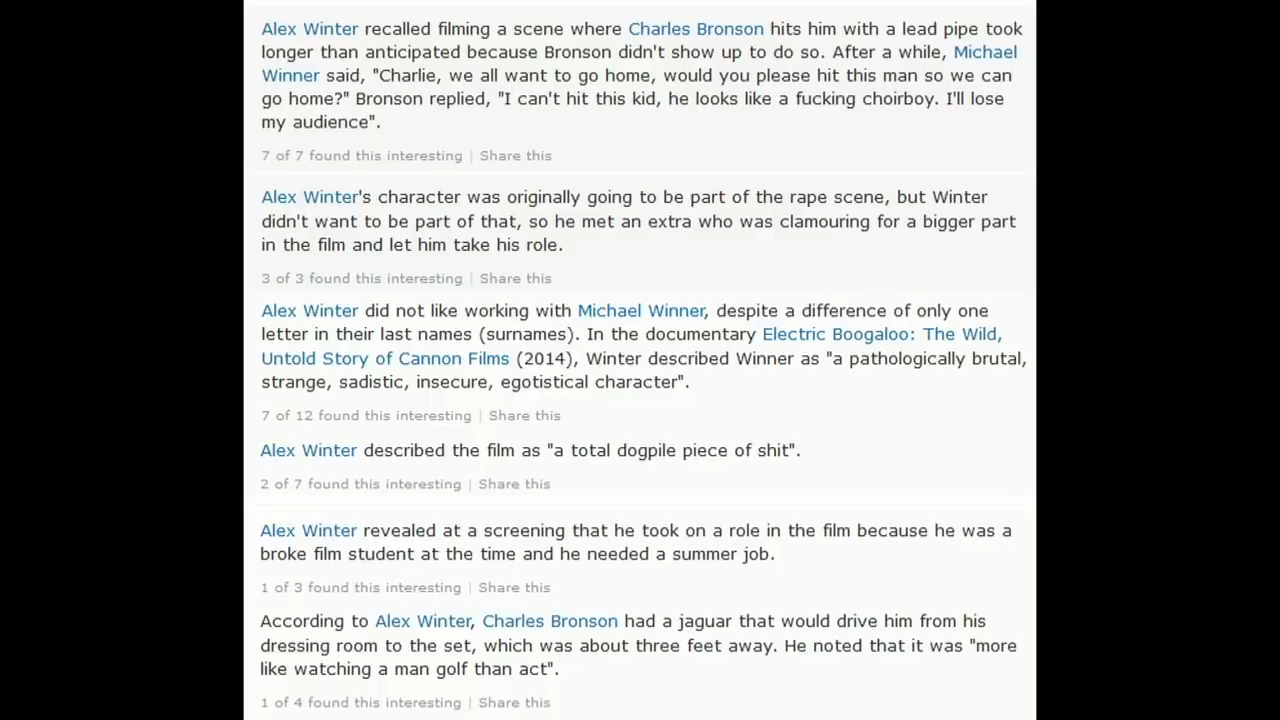 Alex Winter recalled filming a scene where Charles Bronson hits him with a lead pipe took
longer than anticipated because Bronson didn't show up to do so. After a while, Michael
Winner said, "Charlie, we all want to go home, would you please hit this man so we can
go home?" Bronson replied, "I can't hit this kid, he looks like a fucking choirboy. I'll lose
my audience".
7 of 7 found this interesting | Share this
Alex Winter's character was originally going to be part of the rape scene, but Winter
didn't want to be part of that, so he met an extra who was clamouring for a bigger part
in the film and let him take his role.
3 of 3 found this interesting | Share this
Alex Winter did not like working with Michael Winner, despite a difference of only one
letter in their last names (surnames). In the documentary Electric Boogaloo: The Wild,
Untold Story of Cannon Films (2014), Winter described Winner as "a pathologically brutal,
strange, sadistic, insecure, egotistical character".
7 of 12 found this interesting | Share this
Alex Winter described the film as "a total dogpile piece of shit".
2 of 7 found this interesting | Share this
Alex Winter revealed at a screening that he took on a role in the film because he was a
broke film student at the time and he needed a summer job.
1 of 3 found this interesting | Share this
According to Alex Winter, Charles Bronson had a jaguar that would drive him from his
dressing room to the set, which was about three feet away. He noted that it was "more
like watching a man golf than act".
1 of 4 found this interesting | Share this